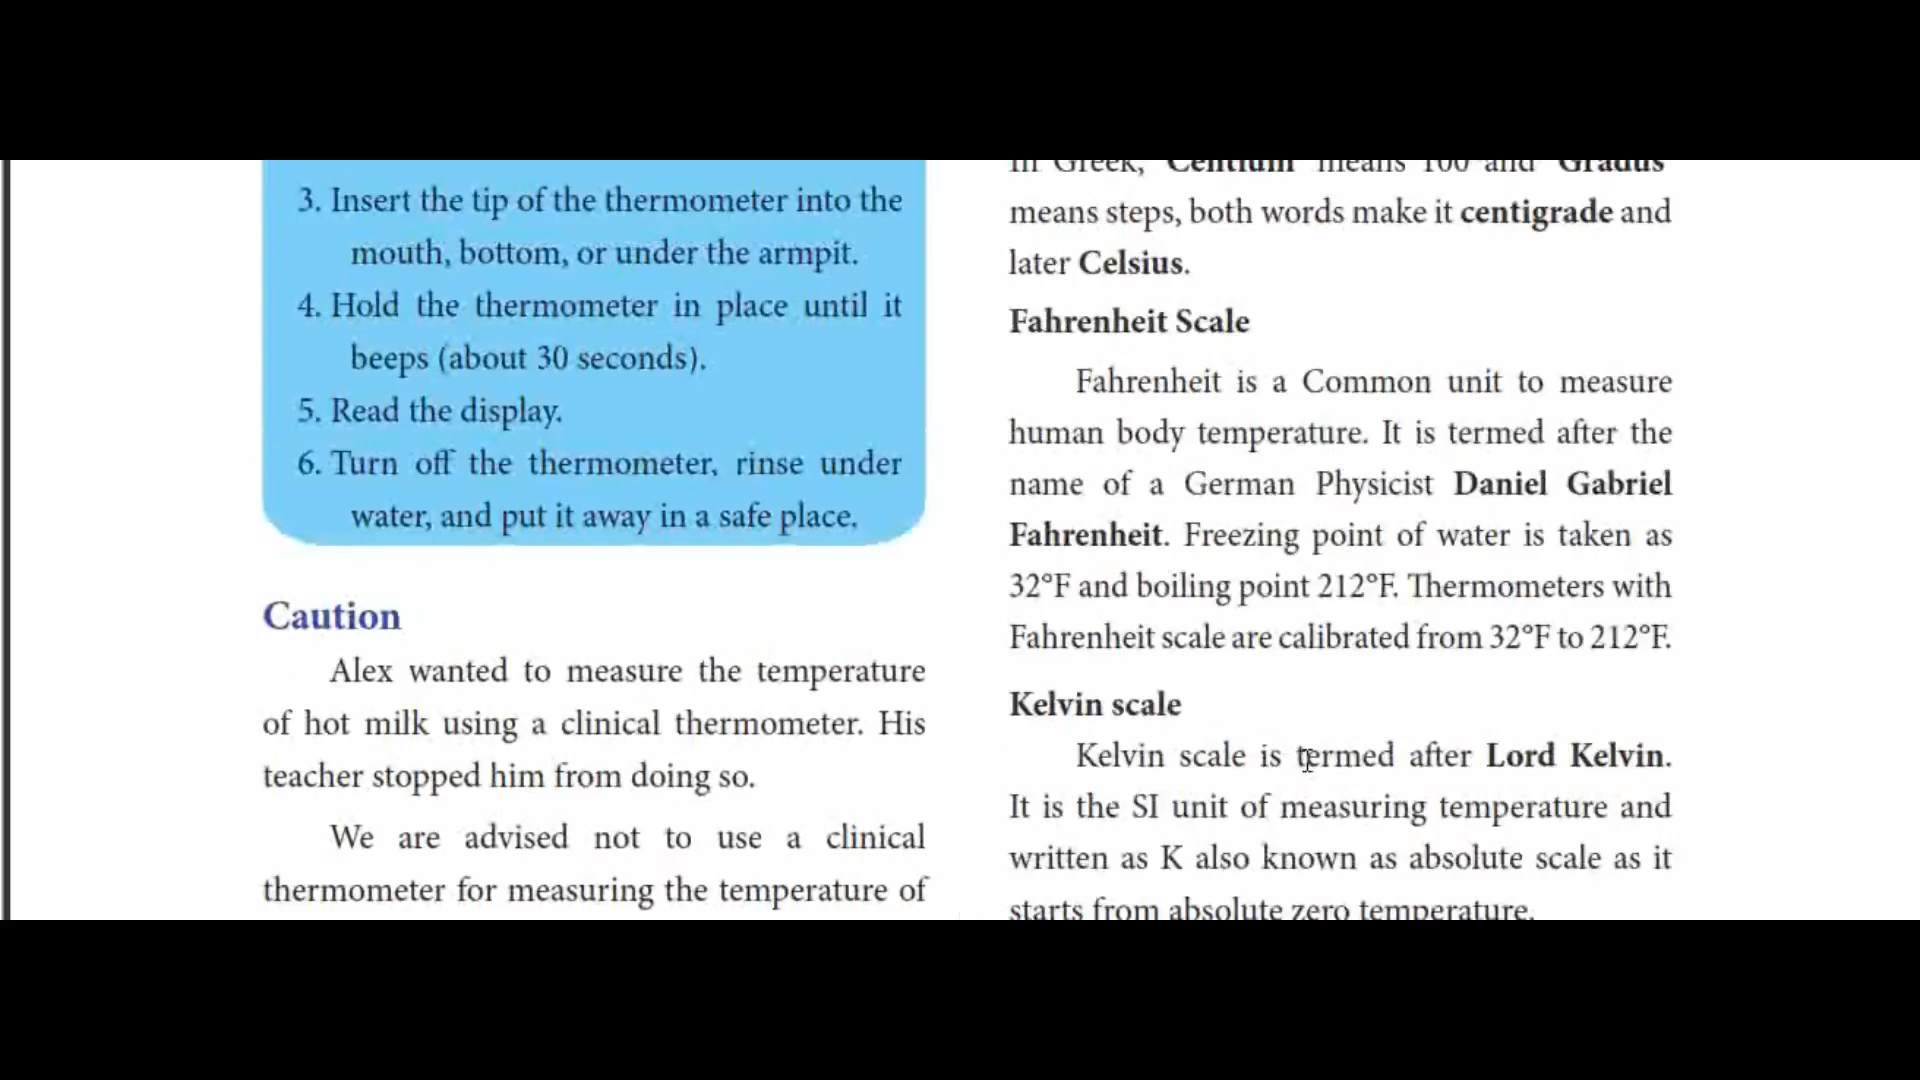 3. Insert the tip of the thermometer into the
mouth, bottom, or under the armpit.
4. Hold the thermometer in place until it
beeps (about 30 seconds).
5. Read the display.
6. Turn off the thermometer, rinse under
water, and put it away in a safe place.
Caution
Alex wanted to measure the temperature
of hot milk using a clinical thermometer. His
teacher stopped him from doing so.
We are advised not to use a clinical
thermometer for measuring the temperature of
In Greek, Centium means 100 and Gradus
means steps, both words make it centigrade and
later Celsius.
Fahrenheit Scale
Fahrenheit is a Common unit to measure
human body temperature. It is termed after the
name of a German Physicist Daniel Gabriel
Fahrenheit. Freezing point of water is taken as
32°F and boiling point 212°F. Thermometers with
Fahrenheit scale are calibrated from 32°F to 212°F.
Kelvin scale
Kelvin scale is termed after Lord Kelvin.
It is the SI unit of measuring temperature and
written as K also known as absolute scale as it
starts from absolute zero temperature.